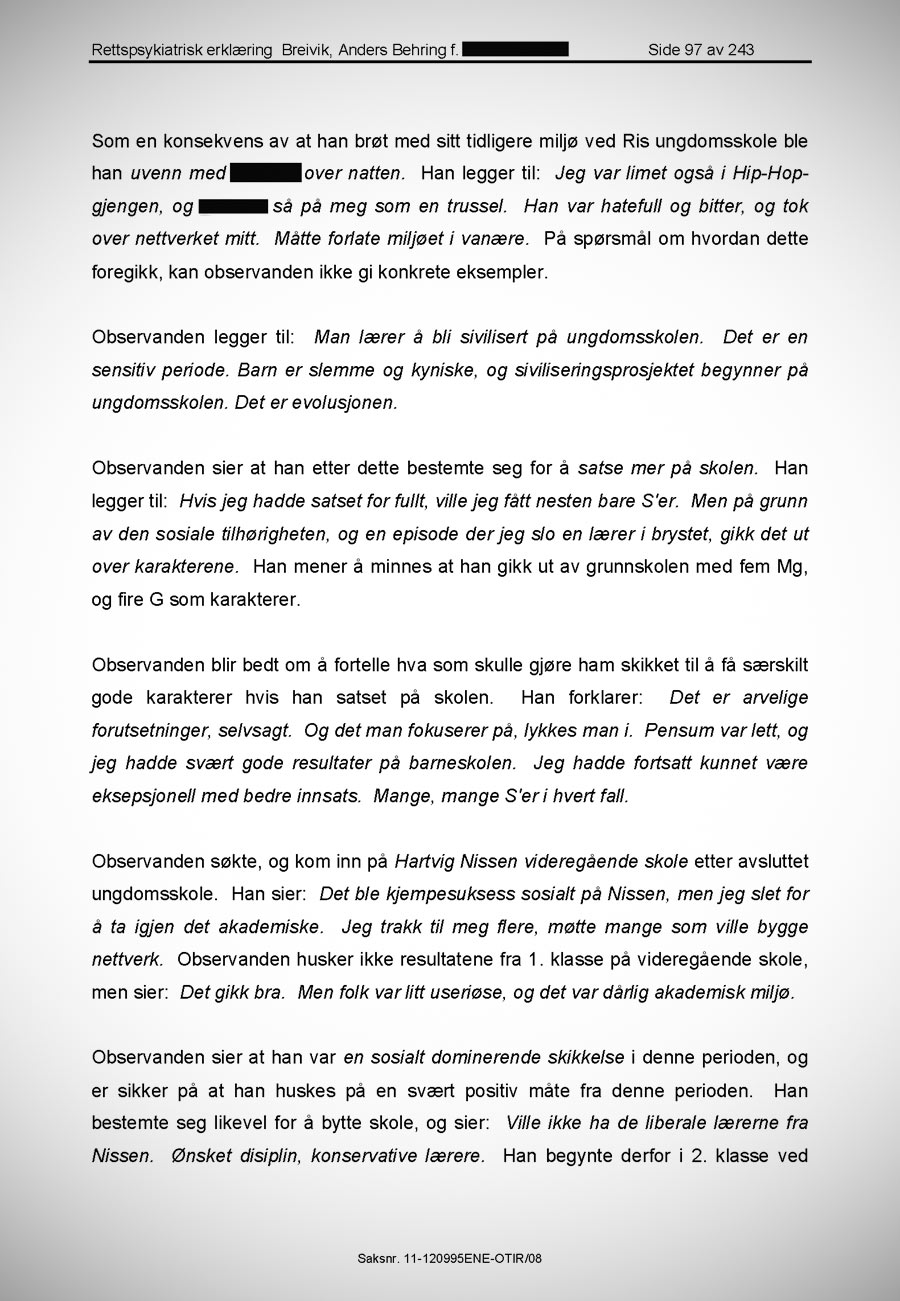 Rettspsykiatrisk erklæring Breivik, Anders Behring f. Side 97 av 243
Som en konsekvens av at han brøt med sitt tidligere miljø ved Ris ungdomsskole ble
han uvenn med over natten. Han legger til: Jeg var limet også i Hip-Hop-
gjengen, og så på meg som en trussel. Han var hatefull og bitter, og tok
over nettverket mitt. Måtte forlate miljøet i vanære. På spørsmål om hvordan dette
foregikk, kan observanden ikke gi konkrete eksempler.
Observanden legger til: Man lærer å bli sivilisert på ungdomsskolen. Det er en
sensitiv periode. Barn er slemme og kyniske, og siviliseringsprosjektet begynner på
ungdomsskolen. Det er evolusjonen.
Observanden sier at han etter dette bestemte seg for å satse mer på skolen. Han
legger til: Hvis jeg hadde satset for fullt, ville jeg fått nesten bare S'er. Men på grunn
av den sosiale tilhørigheten, og en episode der jeg slo en lærer i brystet, gikk det ut
over karakterene. Han mener å minnes at han gikk ut av grunnskolen med fem Mg,
og fire G som karakterer.
Observanden blir bedt om å fortelle hva som skulle gjøre ham skikket til å få særskilt
gode karakterer hvis han satset på skolen. Han forklarer: Det er arvelige
forutsetninger, selvsagt. Og det man fokuserer på, lykkes man i. Pensum var lett, og
jeg hadde svært gode resultater på barneskolen. Jeg hadde fortsatt kunnet være
eksepsjonell med bedre innsats. Mange, mange S'er i hvert fall.
Observanden søkte, og kom inn på Hartvig Nissen videregående skole etter avsluttet
ungdomsskole. Han sier: Det ble kjempesuksess sosialt på Nissen, men jeg slet for
å ta igjen det akademiske. Jeg trakk til meg flere, møtte mange som ville bygge
nettverk. Observanden husker ikke resultatene fra 1. klasse på videregående skole,
men sier: Det gikk bra. Men folk var litt useriøse, og det var dårlig akademisk miljø.
Observanden sier at han var en sosialt dominerende skikkelse i denne perioden, og
er sikker på at han huskes på en svært positiv måte fra denne perioden. Han
bestemte seg likevel for å bytte skole, og sier: Ville ikke ha de liberale lærerne fra
Nissen. Ønsket disiplin, konservative lærere. Han begynte derfor i 2. klasse ved
Saksnr. 11-120995ENE-OTIR/08